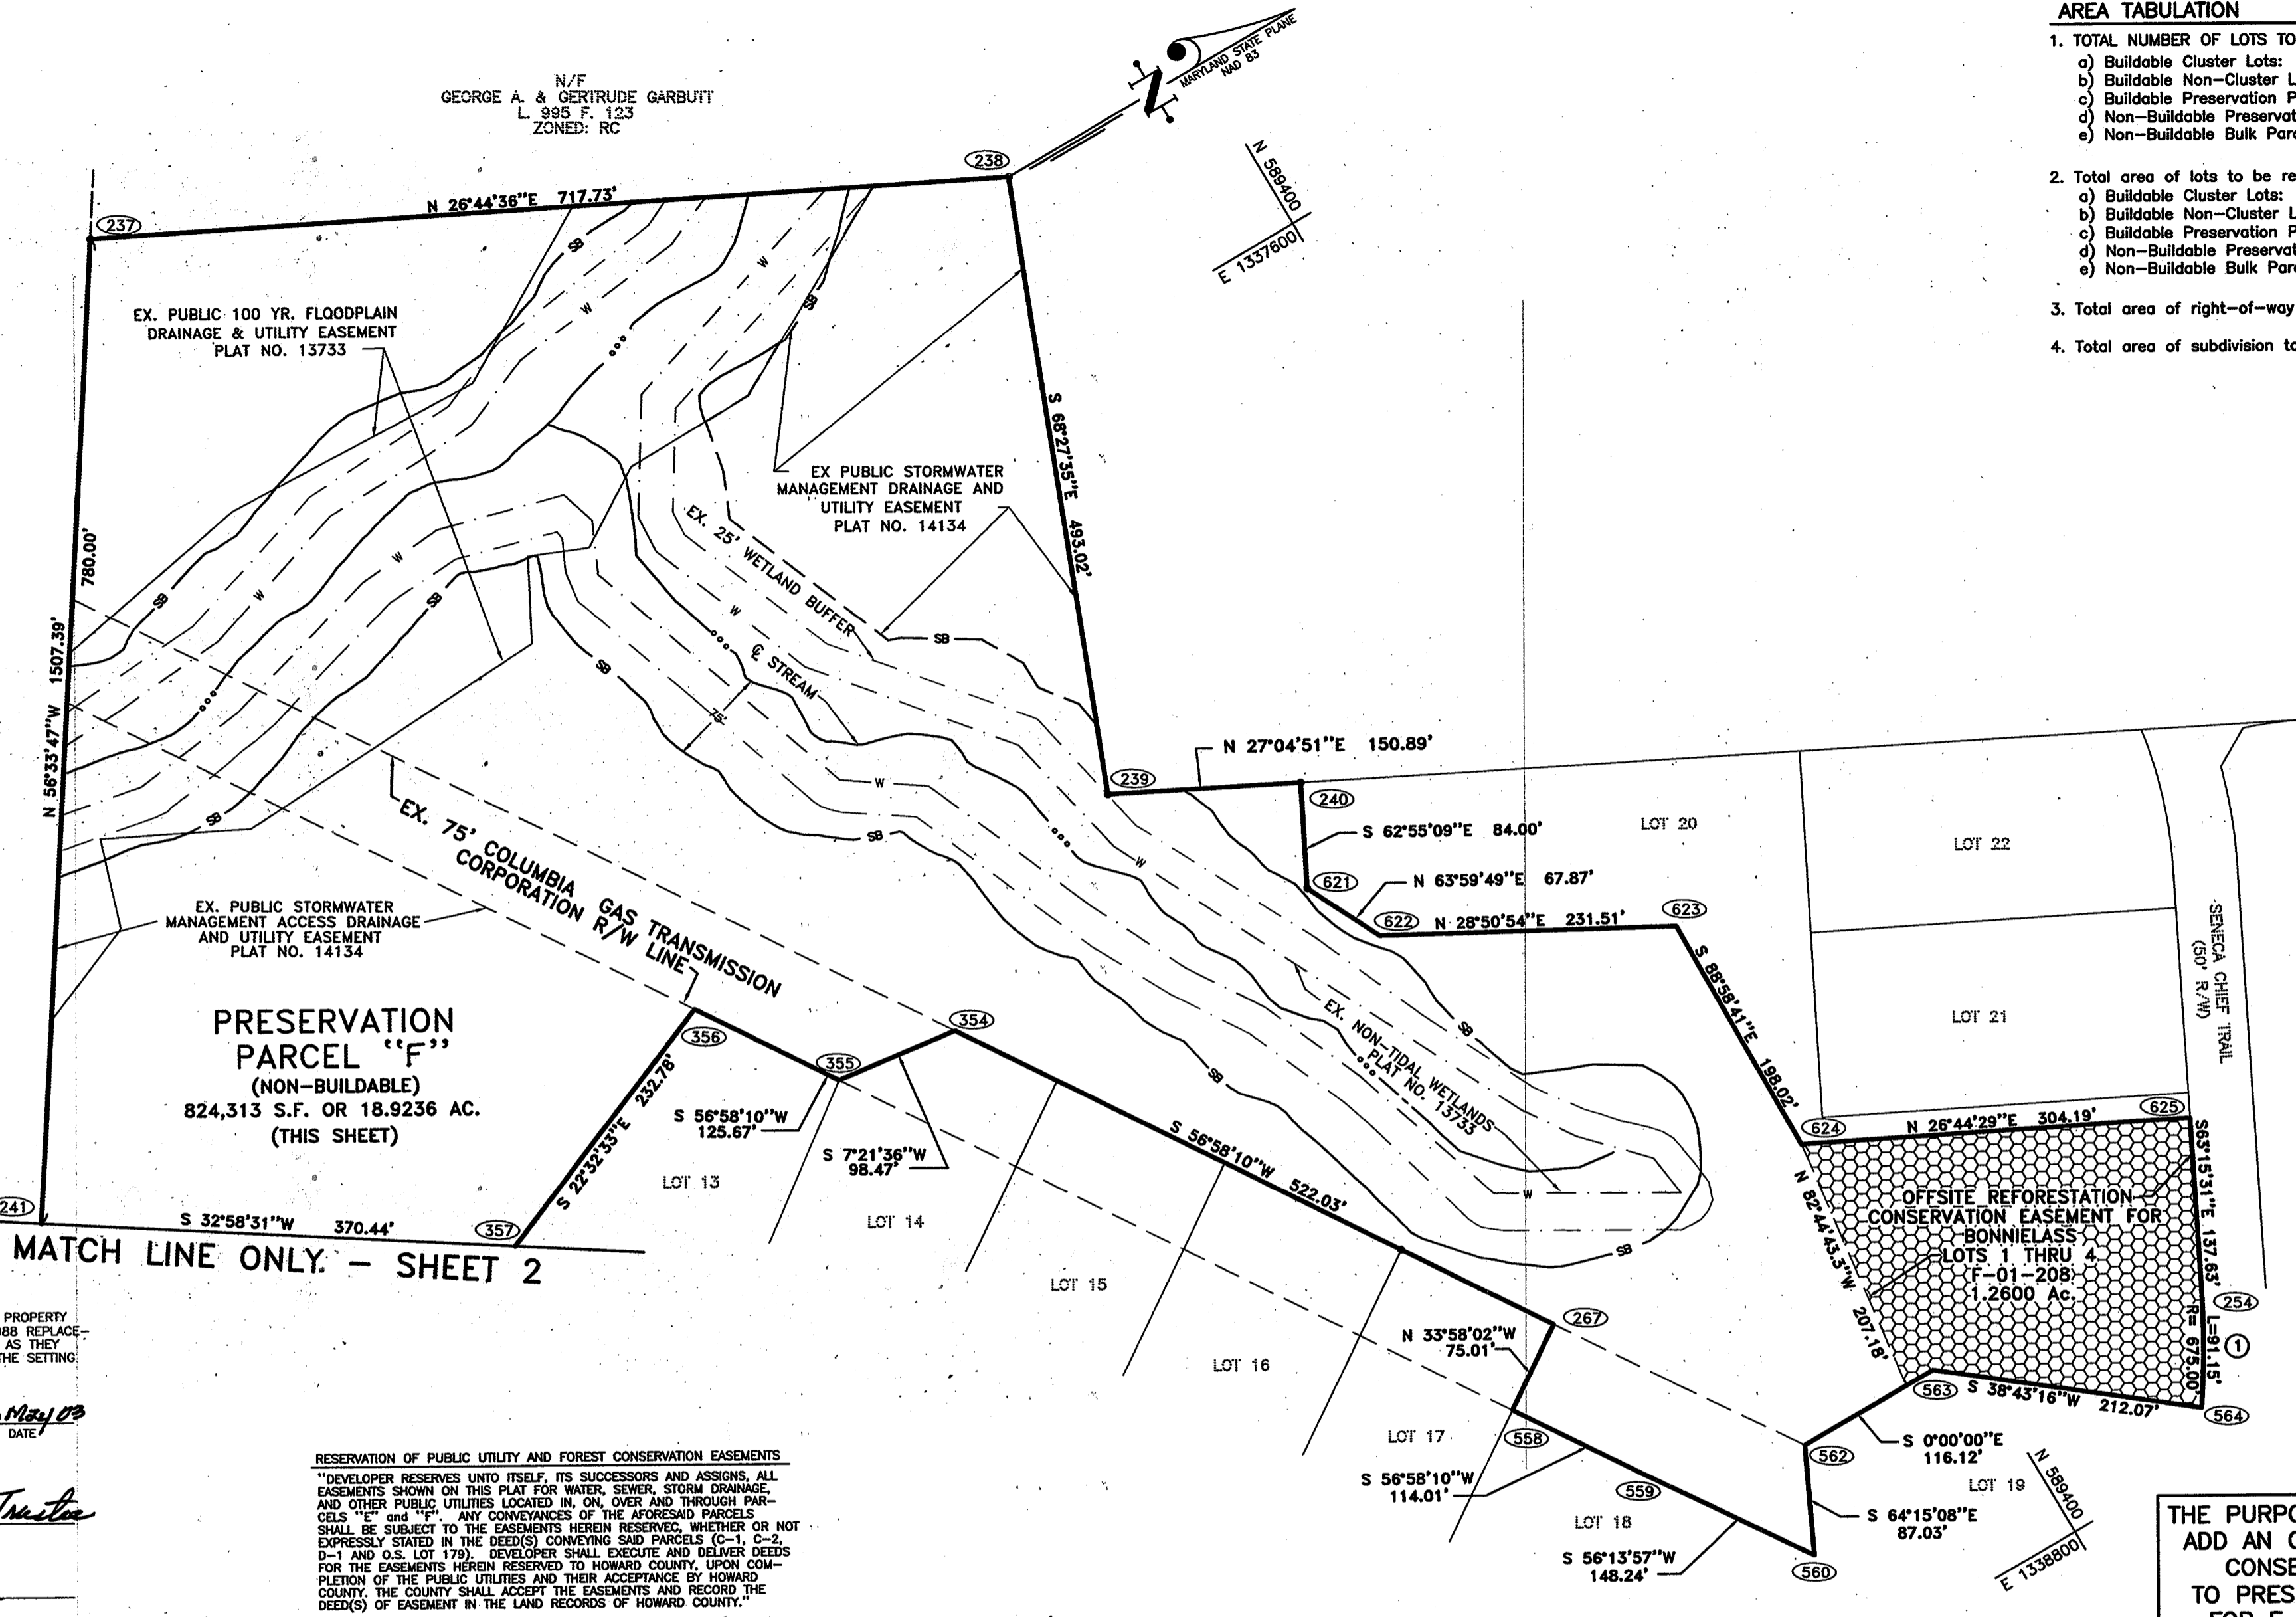 AREA TABULATION
1. TOTAL NUMBER OF LOTS TO
a) Buildable Cluster Lots:
b) Buildable Non-Cluster L
c) Buildable Preservation P
d) Non-Buildable Preservat
e) Non-Buildable Bulk Par
2. Total area of lots to be re
a) Buildable Cluster Lots:
b) Buildable Non-Cluster L
c) Buildable Preservation P
d) Non-Buildable Preservat
e) Non-Buildable Bulk Par
3. Total area of right-of-way
4. Total area of subdivision to
MARYLAND STATE PLANE
NAD 83
N
N/F
GEORGE A. & GERTRUDE GARBUTT
L. 995 F. 123
ZONED: RC
N 589400
E 1337600
237
N 26°44'36"E 717.73'
238
EX. PUBLIC 100 YR. FLOODPLAIN
DRAINAGE & UTILITY EASEMENT
PLAT NO. 13733
SB
W
SB
W
780.00'
N 56°33'47"W 1507.39'
S 68°27'35"E 493.02'
EX PUBLIC STORMWATER
MANAGEMENT DRAINAGE AND
UTILITY EASEMENT
PLAT NO. 14134
EX. 25' WETLAND BUFFER
W
SB
W
SB
W
SB
SB
℄ STREAM
75'
W
SB
SB
W
239
N 27°04'51"E 150.89'
240
S 62°55'09"E 84.00'
621
N 63°59'49"E 67.87'
622
N 28°50'54"E 231.51'
623
LOT 20
LOT 22
LOT 21
SENECA CHIEF TRAIL
(50' R/W)
S 88°58'41"E 198.02'
EX. 75' COLUMBIA GAS TRANSMISSION
CORPORATION R/W LINE
EX. PUBLIC STORMWATER
MANAGEMENT ACCESS DRAINAGE
AND UTILITY EASEMENT
PLAT NO. 14134
PRESERVATION
PARCEL "F"
(NON-BUILDABLE)
824,313 S.F. OR 18.9236 AC.
(THIS SHEET)
EX. NON-TIDAL WETLANDS
PLAT NO. 13733
SB
SB
W
SB
356
355
354
S 22°32'33"E 232.78'
S 56°58'10"W
125.67'
S 7°21'36"W
98.47'
S 56°58'10"W 522.03'
LOT 13
LOT 14
LOT 15
LOT 16
LOT 17
LOT 18
LOT 19
241
S 32°58'31"W 370.44'
357
MATCH LINE ONLY. - SHEET 2
624
N 26°44'29"E 304.19'
625
S63°15'31"E 137.63'
N 82°44'43.3"W 207.18'
OFFSITE REFORESTATION
CONSERVATION EASEMENT FOR
BONNIELASS
LOTS 1 THRU 4
F-01-208
1.2600 Ac.
254
L=91.15'
R= 675.00'
1
563
S 38°43'16"W 212.07'
564
267
N 33°58'02"W
75.01'
558
S 56°58'10"W
114.01'
559
S 56°13'57"W
148.24'
560
562
S 0°00'00"E
116.12'
S 64°15'08"E
87.03'
N 589400
E 1338800
PROPERTY
088 REPLACE-
AS THEY
THE SETTING
May 03
DATE
Trustee
RESERVATION OF PUBLIC UTILITY AND FOREST CONSERVATION EASEMENTS
"DEVELOPER RESERVES UNTO ITSELF, ITS SUCCESSORS AND ASSIGNS, ALL
EASEMENTS SHOWN ON THIS PLAT FOR WATER, SEWER, STORM DRAINAGE,
AND OTHER PUBLIC UTILITIES LOCATED IN, ON, OVER AND THROUGH PAR-
CELS "E" and "F". ANY CONVEYANCES OF THE AFORESAID PARCELS
SHALL BE SUBJECT TO THE EASEMENTS HEREIN RESERVEC, WHETHER OR NOT
EXPRESSLY STATED IN THE DEED(S) CONVEYING SAID PARCELS (C-1, C-2,
D-1 AND O.S. LOT 179). DEVELOPER SHALL EXECUTE AND DELIVER DEEDS
FOR THE EASEMENTS HEREIN RESERVED TO HOWARD COUNTY, UPON COM-
PLETION OF THE PUBLIC UTILITIES AND THEIR ACCEPTANCE BY HOWARD
COUNTY. THE COUNTY SHALL ACCEPT THE EASEMENTS AND RECORD THE
DEED(S) OF EASEMENT IN THE LAND RECORDS OF HOWARD COUNTY."
THE PURPO
ADD AN O
CONSE
TO PRES